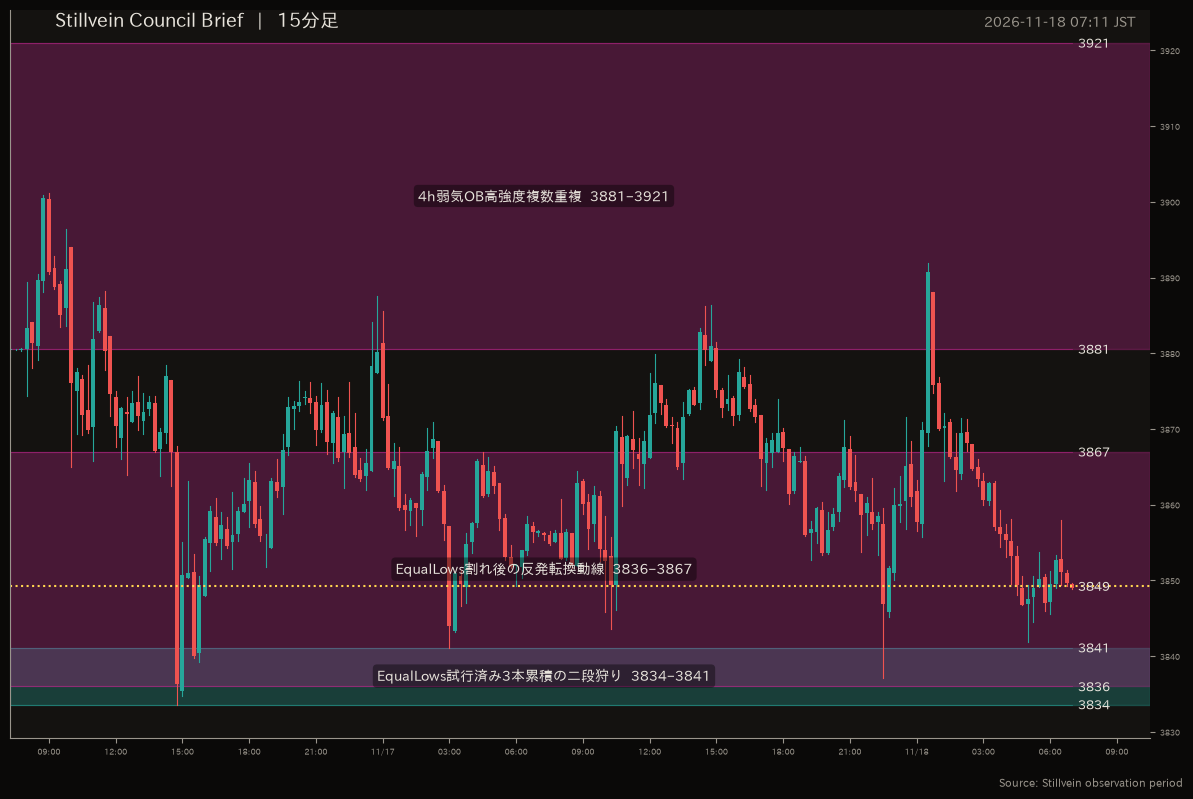 Stillvein Council Brief | 15分足
2026-11-18 07:11 JST
3921
3920
3910
4h弱気OB高強度複数重複 3881−3921
3900
3890
3881
3880
3870
3867
3860
EqualLows割れ後の反発転換動線 3836−3867
3850
3849
3841
3840
EqualLows試行済み3本累積の二段狩り 3834−3841
3836
3834
3830
09:00 12:00 15:00 18:00 21:00 11/17 03:00 06:00 09:00 12:00 15:00 18:00 21:00 11/18 03:00 06:00 09:00
Source: Stillvein observation period